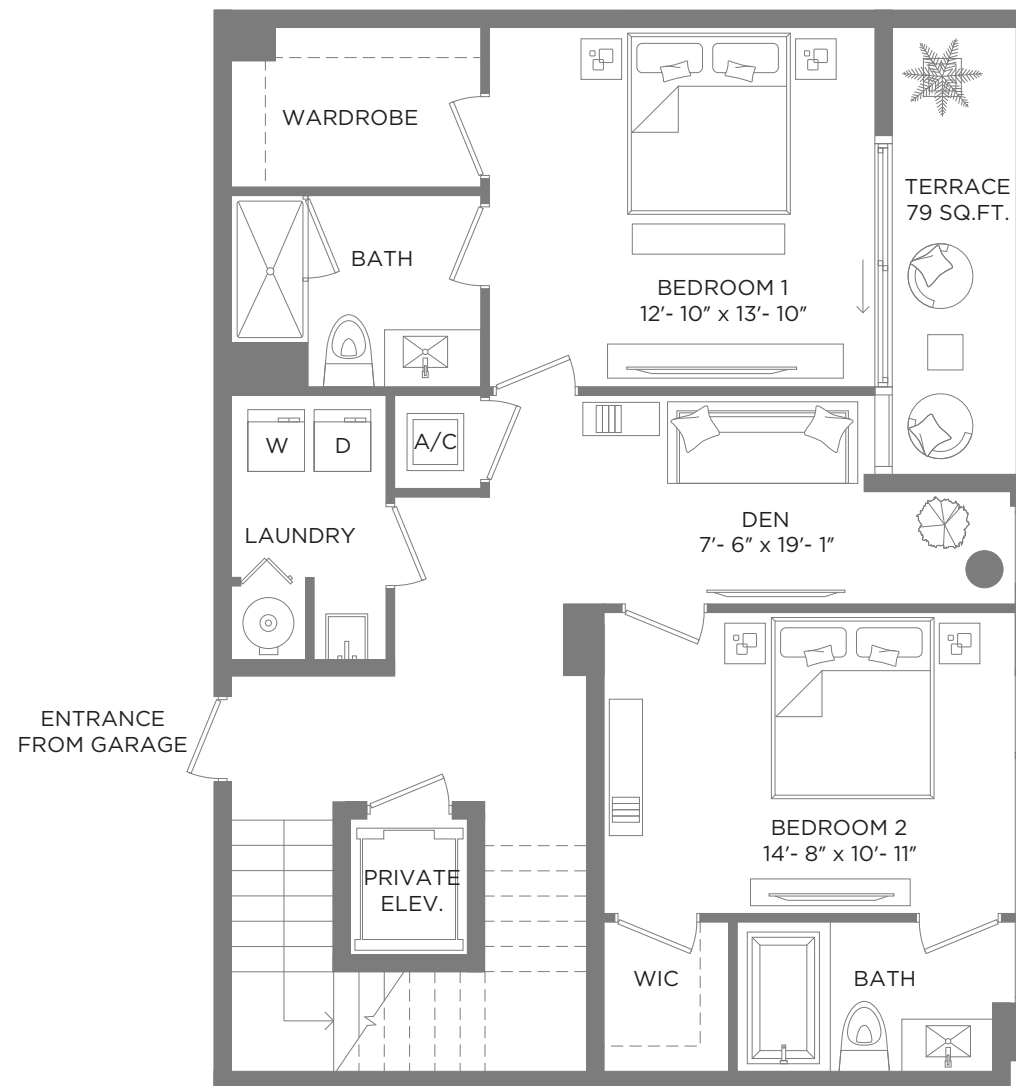 WARDROBE
TERRACE
79 SQ.FT.
BATH
BEDROOM 1
12'- 10" x 13'- 10"
W
D
A/C
DEN
7'- 6" x 19'- 1"
LAUNDRY
ENTRANCE
FROM GARAGE
BEDROOM 2
14'- 8" x 10'- 11"
PRIVATE
ELEV.
WIC
BATH